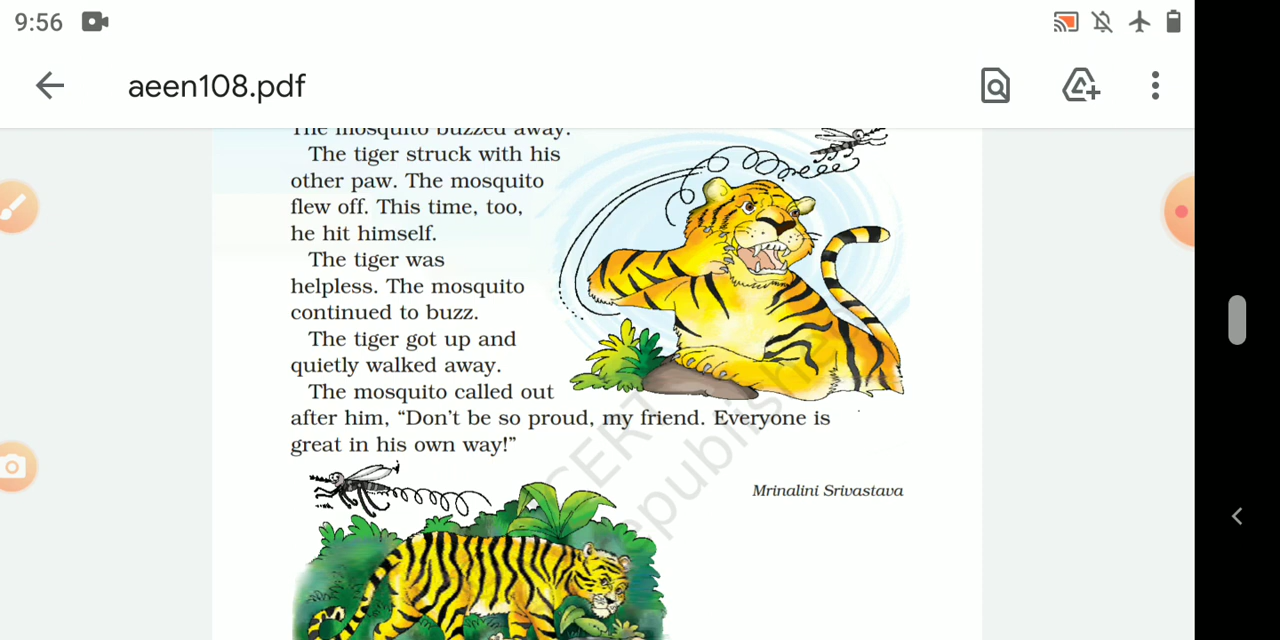 9:56
aeen108.pdf
The mosquito buzzed away.
The tiger struck with his
other paw. The mosquito
flew off. This time, too,
he hit himself.
The tiger was
helpless. The mosquito
continued to buzz.
The tiger got up and
quietly walked away.
The mosquito called out
after him, “Don’t be so proud, my friend. Everyone is
great in his own way!”
Mrinalini Srivastava